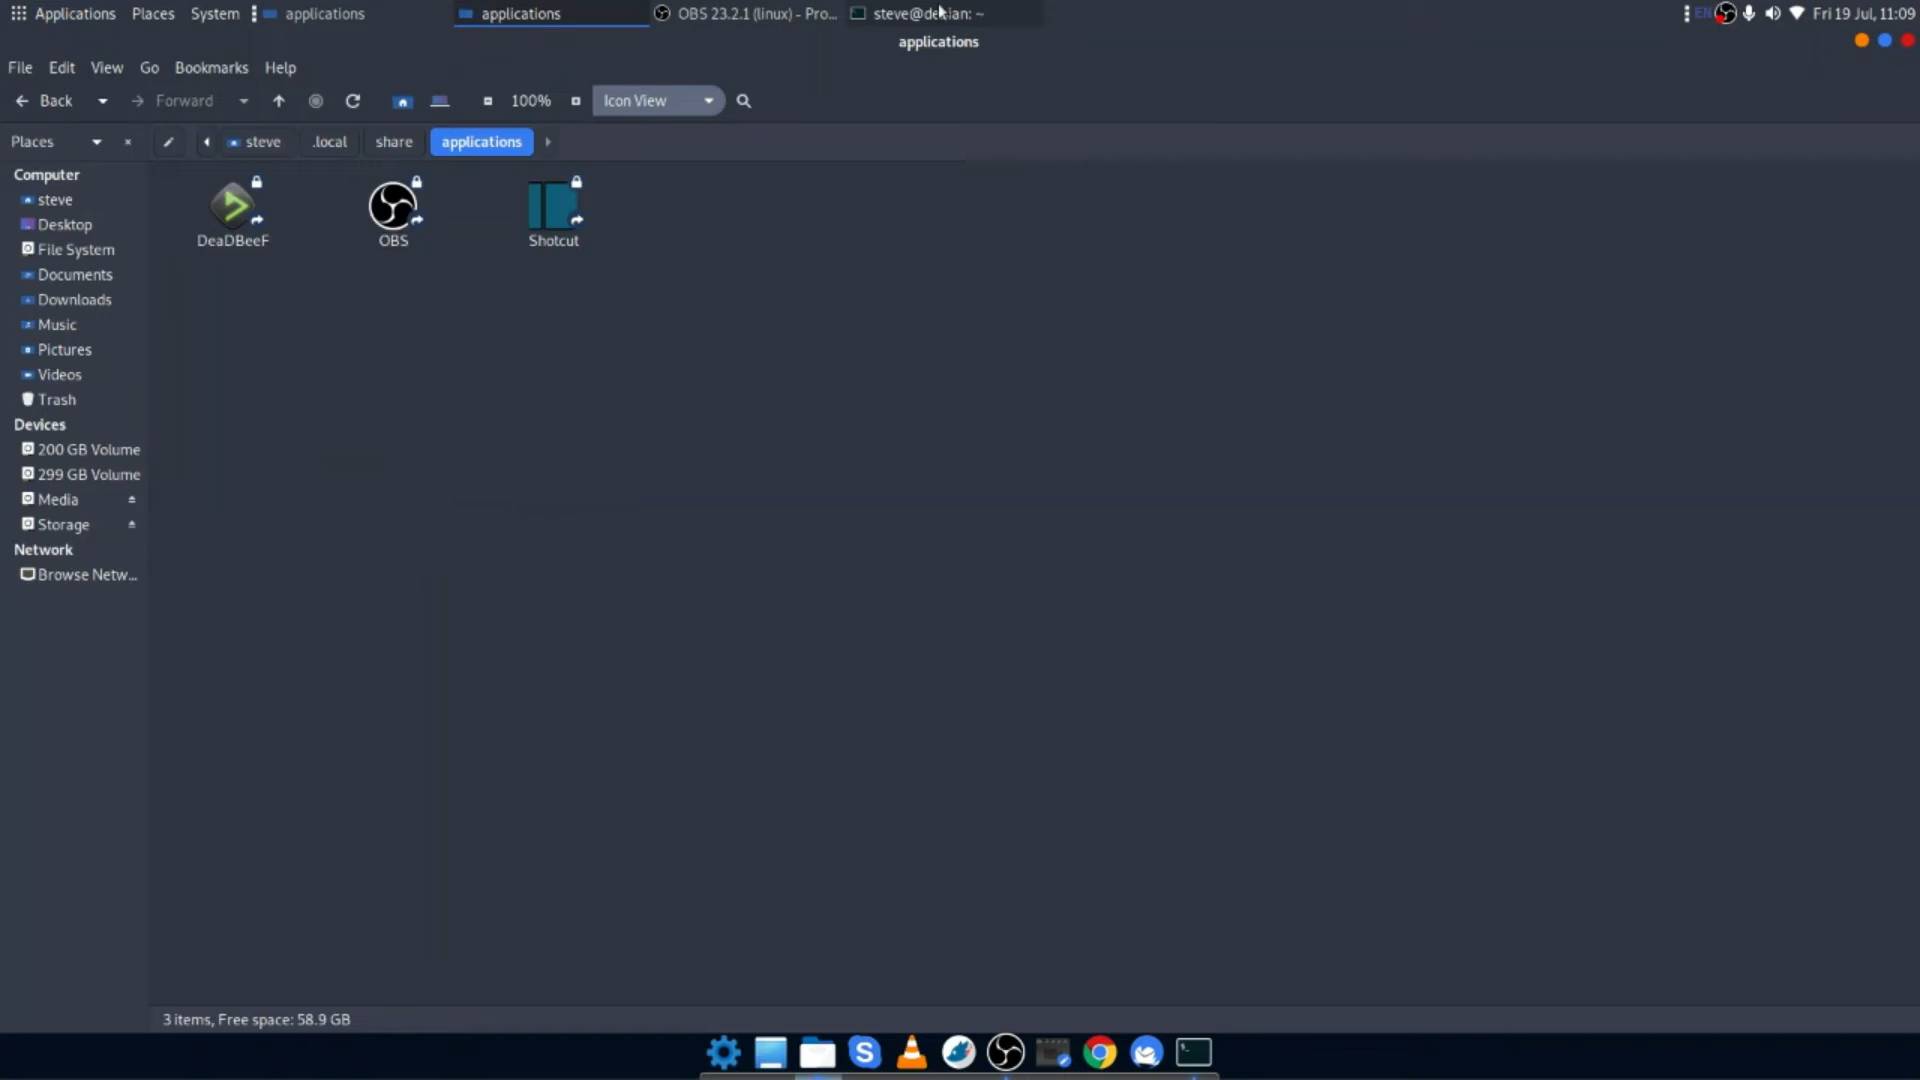 Applications Places System applications applications OBS 23.2.1 (linux) - Pro... steve@debian: ~ EN Fri 19 Jul, 11:09
applications
File Edit View Go Bookmarks Help
Back Forward 100% Icon View
Places steve .local share applications
Computer
steve
Desktop
File System
Documents
Downloads
Music
Pictures
Videos
Trash
Devices
200 GB Volume
299 GB Volume
Media
Storage
Network
Browse Netw...
DeaDBeeF OBS Shotcut
3 items, Free space: 58.9 GB